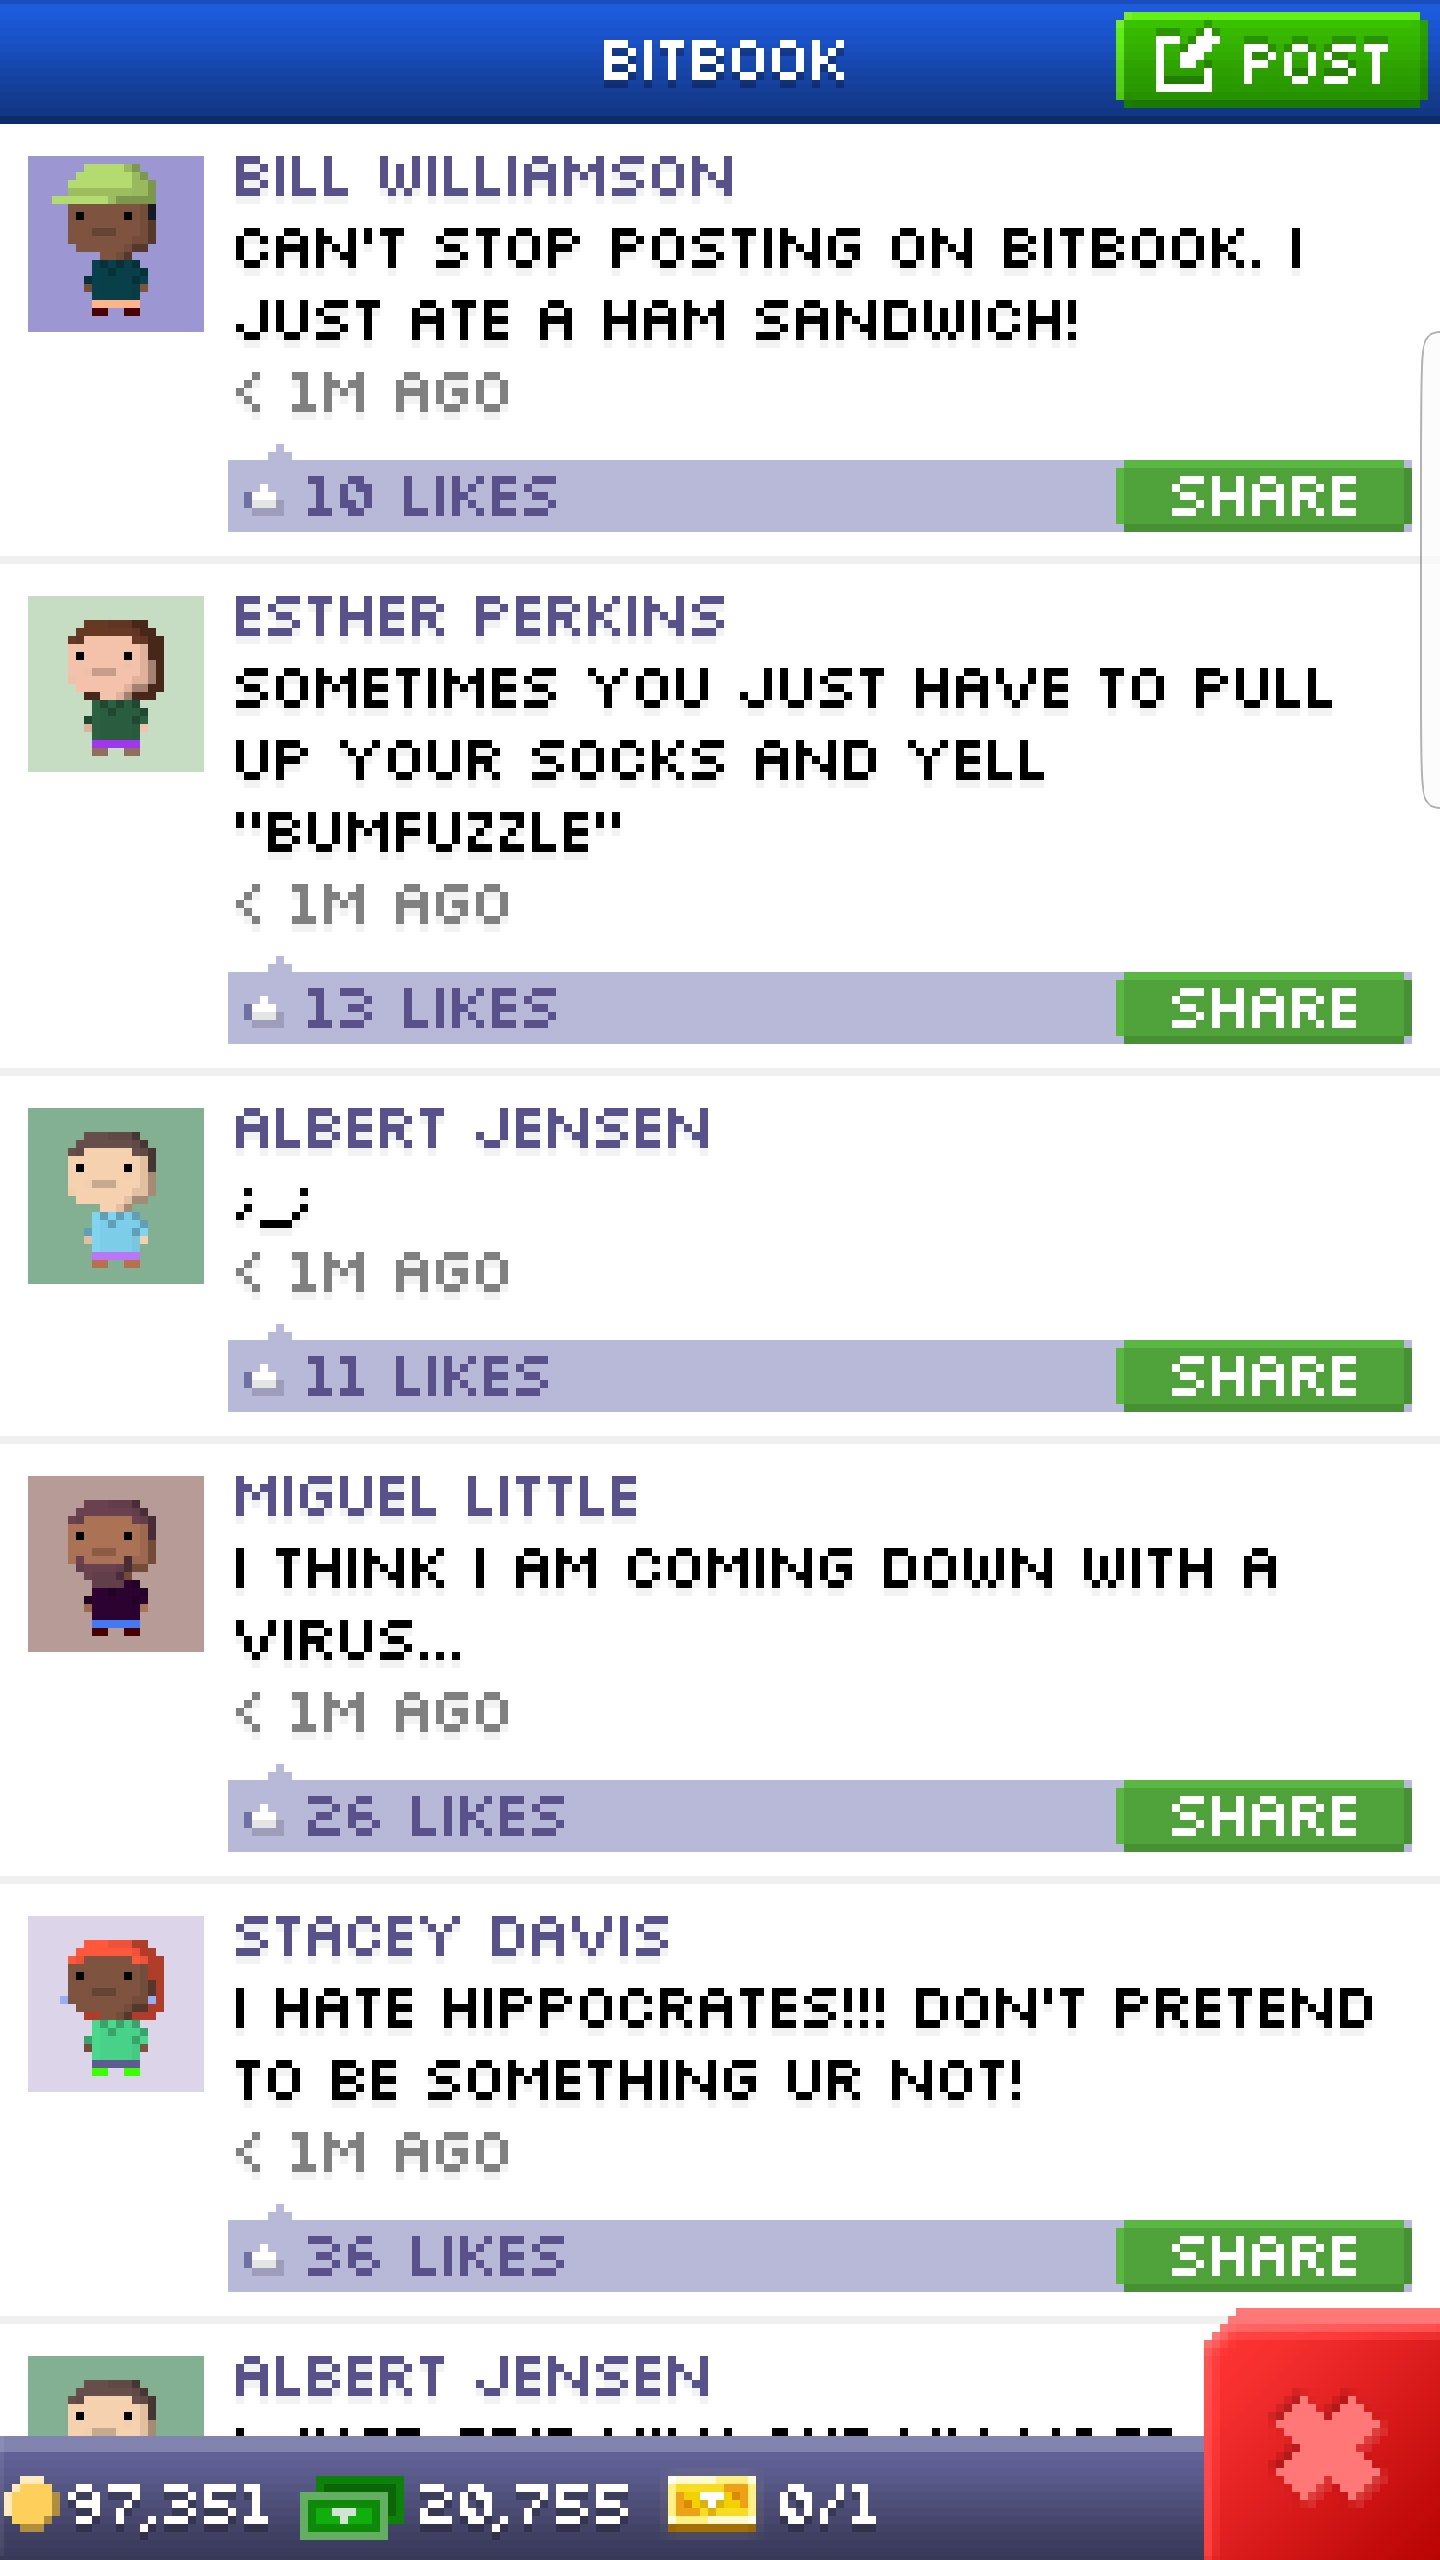 BITBOOK
POST
BILL WILLIAMSON
CAN'T STOP POSTING ON BITBOOK. I
JUST ATE A HAM SANDWICH!
< 1M AGO
10 LIKES
SHARE
ESTHER PERKINS
SOMETIMES YOU JUST HAVE TO PULL
UP YOUR SOCKS AND YELL
"BUMFUZZLE"
< 1M AGO
13 LIKES
SHARE
ALBERT JENSEN
;_;
< 1M AGO
11 LIKES
SHARE
MIGUEL LITTLE
I THINK I AM COMING DOWN WITH A
VIRUS...
< 1M AGO
26 LIKES
SHARE
STACEY DAVIS
I HATE HIPPOCRATES!!! DON'T PRETEND
TO BE SOMETHING UR NOT!
< 1M AGO
36 LIKES
SHARE
ALBERT JENSEN
97,351
20,755
0/1